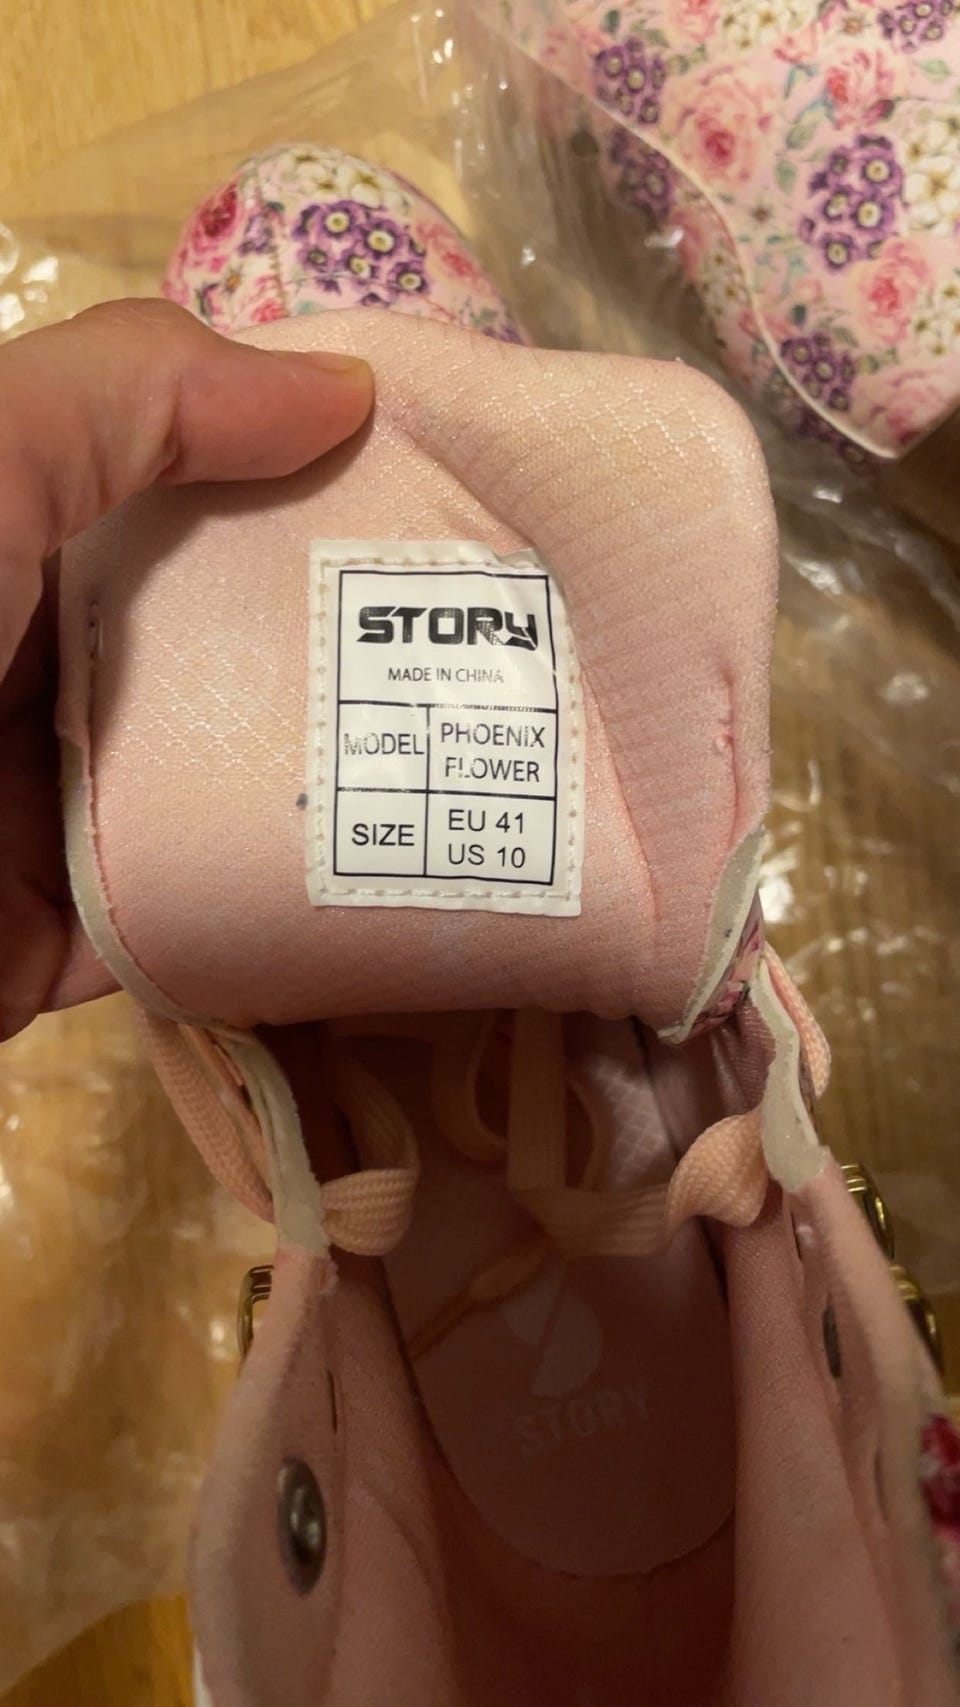 STORY
MADE IN CHINA
MODEL
PHOENIX
FLOWER
SIZE
EU 41
US 10
STORY